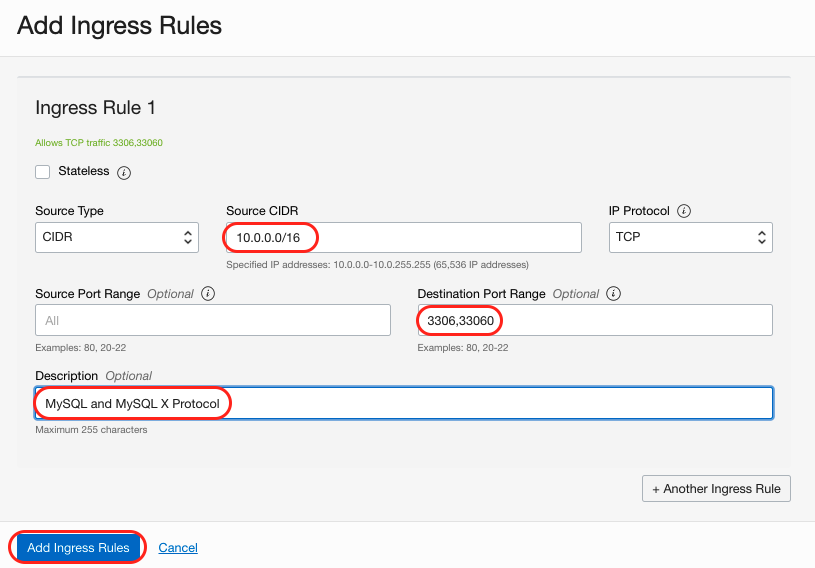 Add Ingress Rules
Ingress Rule 1
Allows TCP traffic 3306,33060
Stateless i
Source Type
CIDR
Source CIDR
10.0.0.0/16
Specified IP addresses: 10.0.0.0-10.0.255.255 (65,536 IP addresses)
IP Protocol i
TCP
Source Port Range Optional i
All
Examples: 80, 20-22
Destination Port Range Optional i
3306,33060
Examples: 80, 20-22
Description Optional
MySQL and MySQL X Protocol
Maximum 255 characters
+ Another Ingress Rule
Add Ingress Rules
Cancel